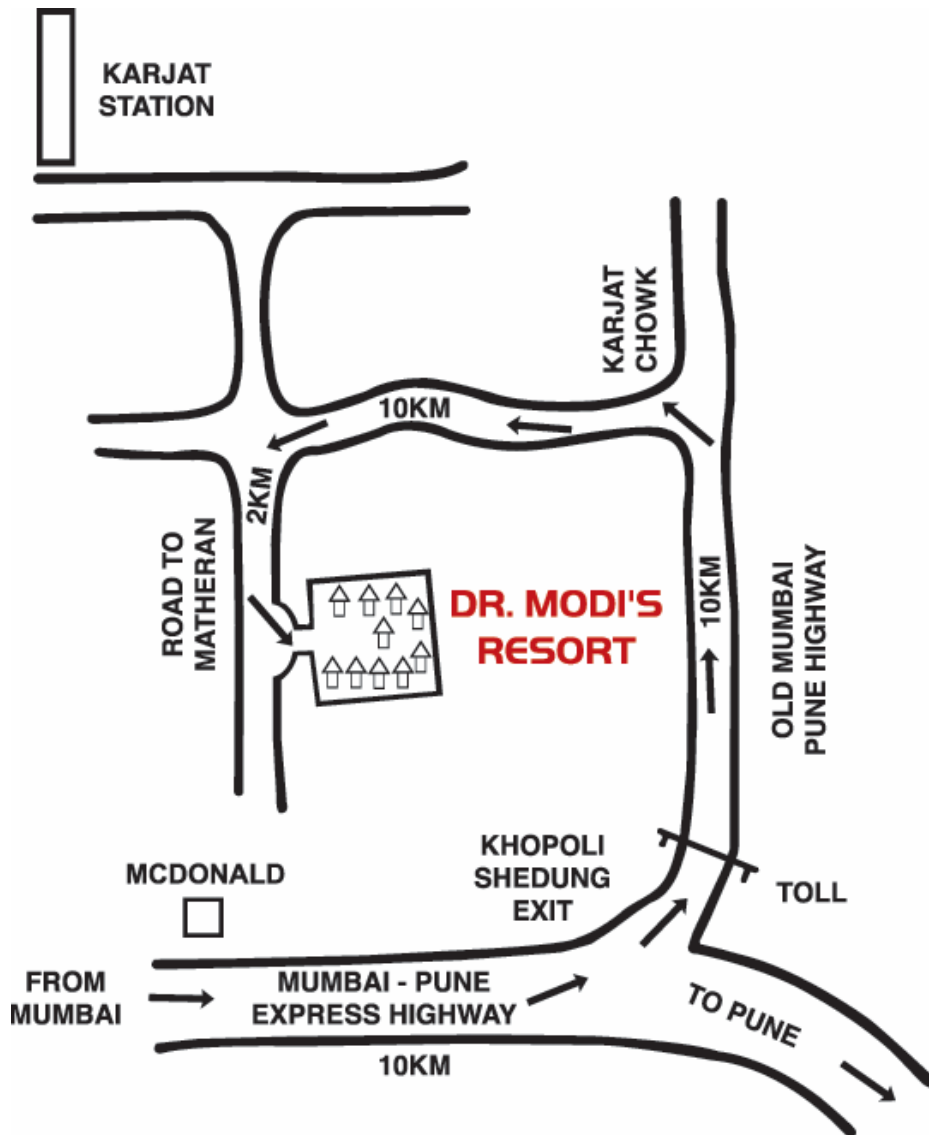 KARJAT
STATION
KARJAT
CHOWK
10KM
2KM
ROAD TO
MATHERAN
DR. MODI'S
RESORT
10KM
OLD MUMBAI
PUNE HIGHWAY
KHOPOLI
SHEDUNG
EXIT
MCDONALD
TOLL
FROM
MUMBAI
MUMBAI - PUNE
EXPRESS HIGHWAY
TO PUNE
10KM